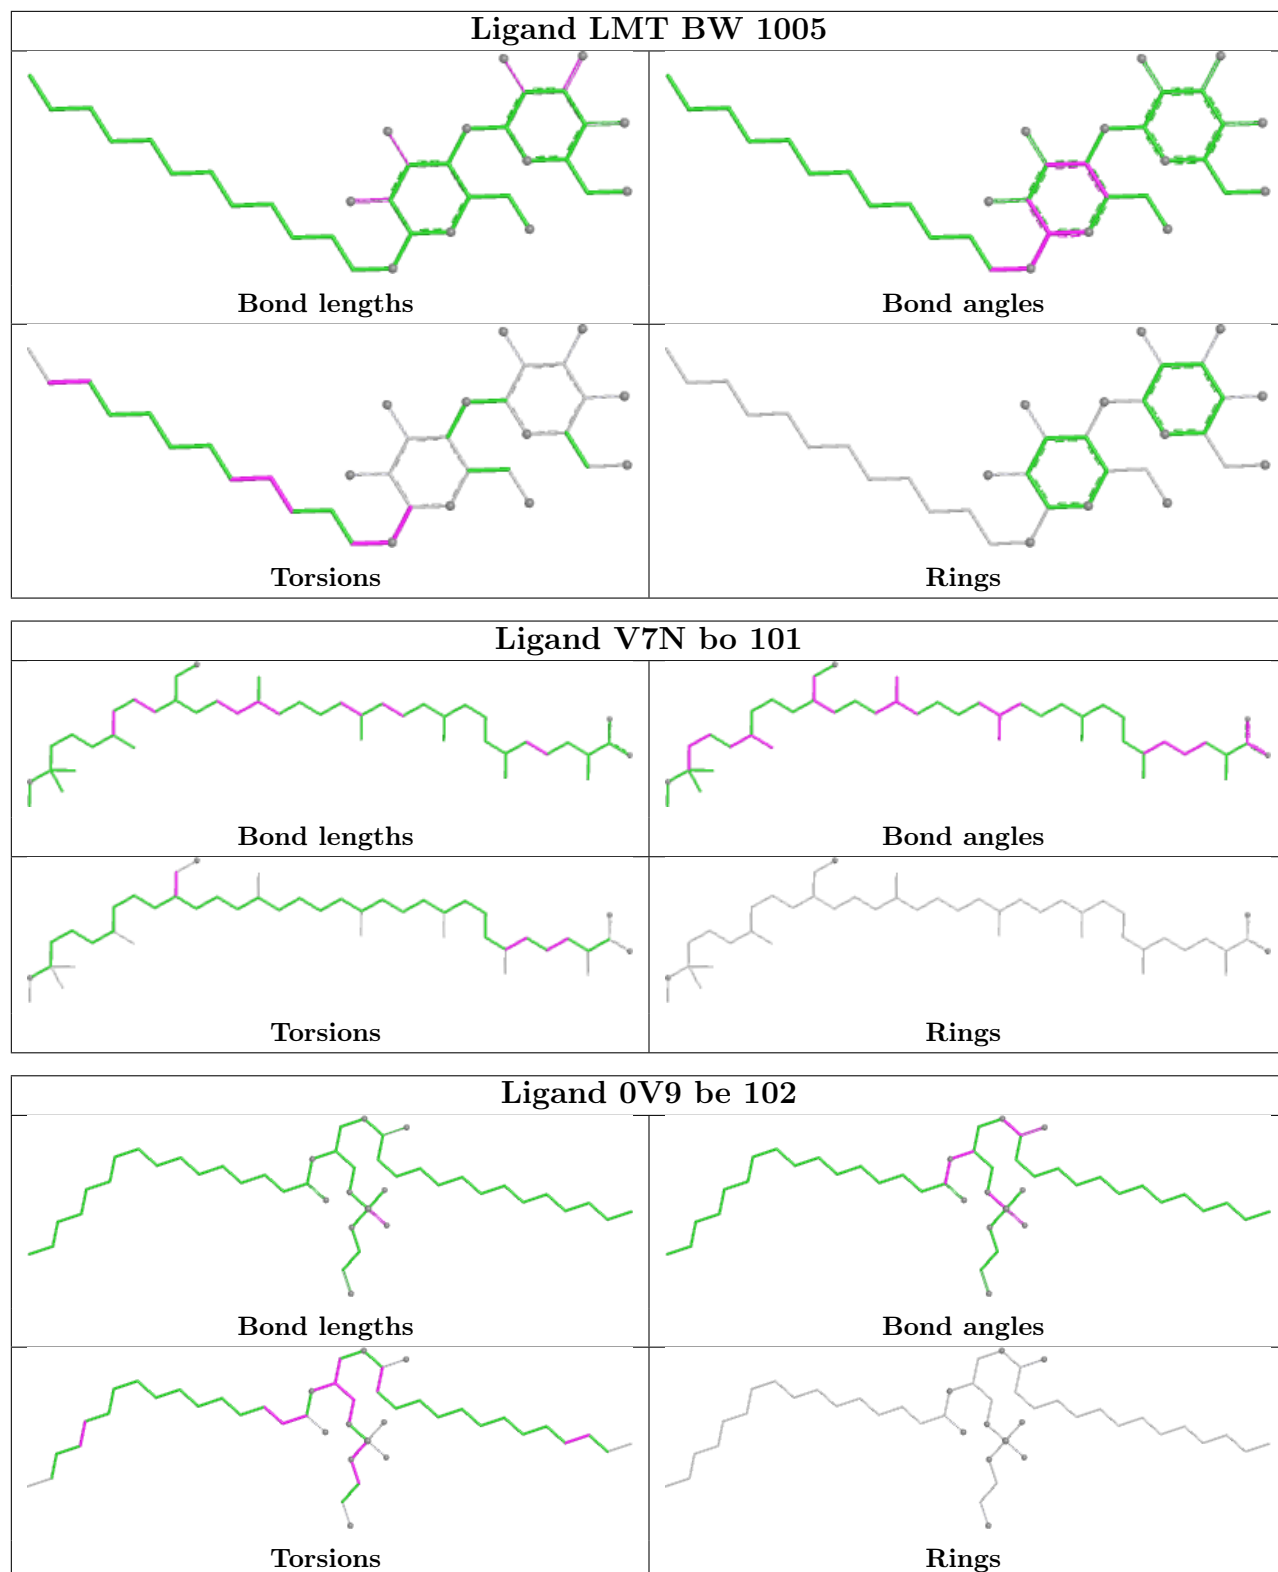 Ligand LMT BW 1005
Bond lengths
Bond angles
Torsions
Rings
Ligand V7N bo 101
Bond lengths
Bond angles
Torsions
Rings
Ligand 0V9 be 102
Bond lengths
Bond angles
Torsions
Rings